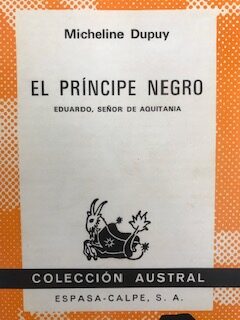 Micheline Dupuy
EL PRÍNCIPE NEGRO
EDUARDO, SEÑOR DE AQUITANIA
COLECCIÓN AUSTRAL
ESPASA-CALPE, S. A.